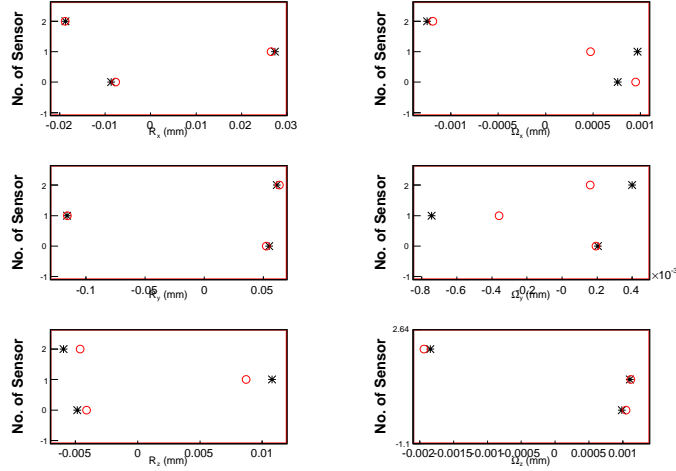 No. of Sensor
2
1
0
-1
-0.02 -0.01 0 0.01 0.02 0.03
R_x (mm)
No. of Sensor
2
1
0
-1
-0.001 -0.0005 0 0.0005 0.001
Ω_x (mm)
No. of Sensor
2
1
0
-1
-0.1 -0.05 0 0.05
R_y (mm)
No. of Sensor
2
1
0
-1
-0.8 -0.6 -0.4 -0.2 0 0.2 0.4
×10⁻³
Ω_y (mm)
No. of Sensor
2
1
0
-1
-0.005 0 0.005 0.01
R_z (mm)
No. of Sensor
2.64
-1.1
-0.002 -0.0015 -0.001 -0.0005 0 0.0005 0.001
Ω_z (mm)